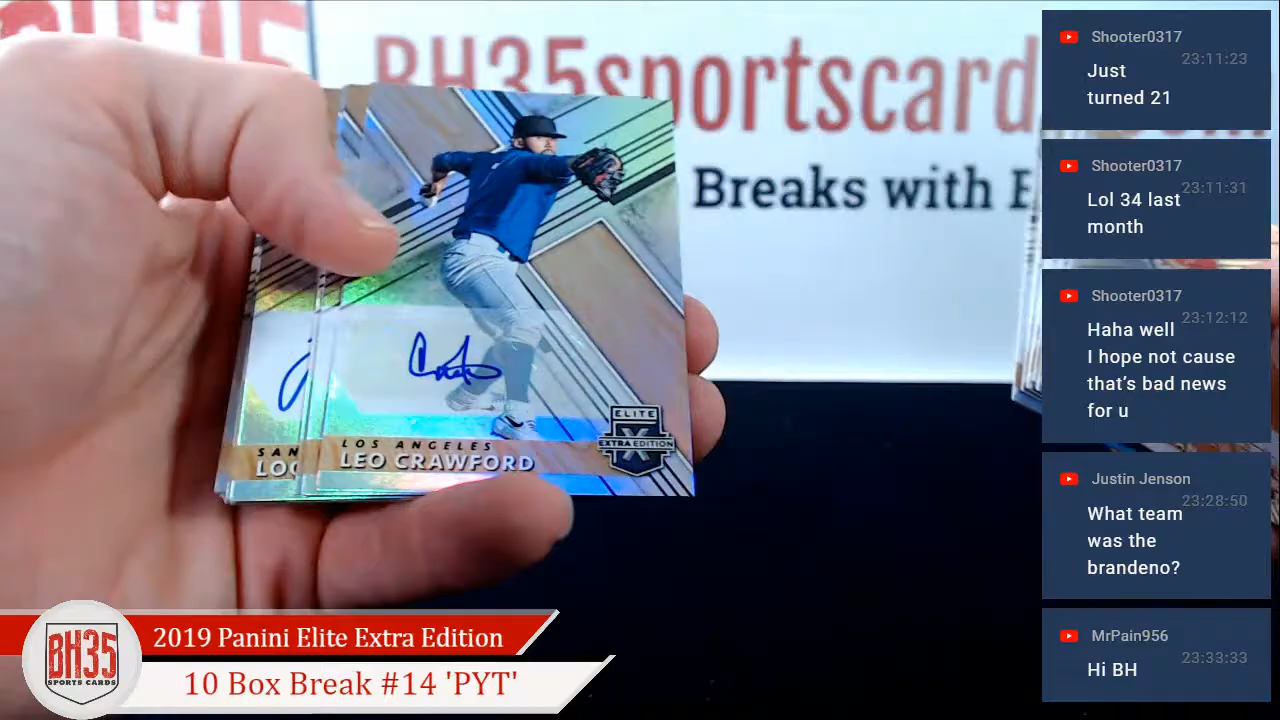 BH35sportscard
Breaks with
LOS ANGELES
LEO CRAWFORD
ELITE
X
EXTRA EDITION
SAN
LOG
2019 Panini Elite Extra Edition
10 Box Break #14 'PYT'
BH35
SPORTS CARDS
Shooter0317
23:11:23
Just
turned 21
Shooter0317
23:11:31
Lol 34 last
month
Shooter0317
23:12:12
Haha well
I hope not cause
that's bad news
for u
Justin Jenson
23:28:50
What team
was the
brandeno?
MrPain956
23:33:33
Hi BH